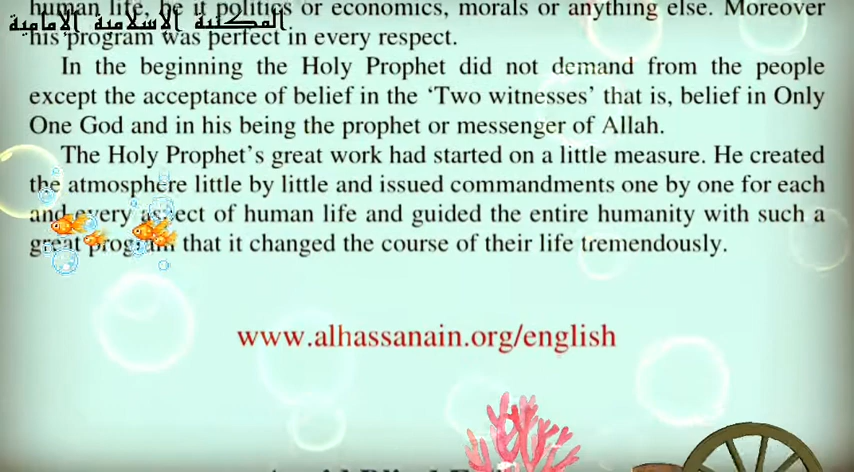 human life, be it politics or economics, morals or anything else. Moreover
المكتبة الإسلامية الإمامية
his program was perfect in every respect.
In the beginning the Holy Prophet did not demand from the people
except the acceptance of belief in the ‘Two witnesses’ that is, belief in Only
One God and in his being the prophet or messenger of Allah.
The Holy Prophet’s great work had started on a little measure. He created
the atmosphere little by little and issued commandments one by one for each
and every aspect of human life and guided the entire humanity with such a
great program that it changed the course of their life tremendously.
www.alhassanain.org/english